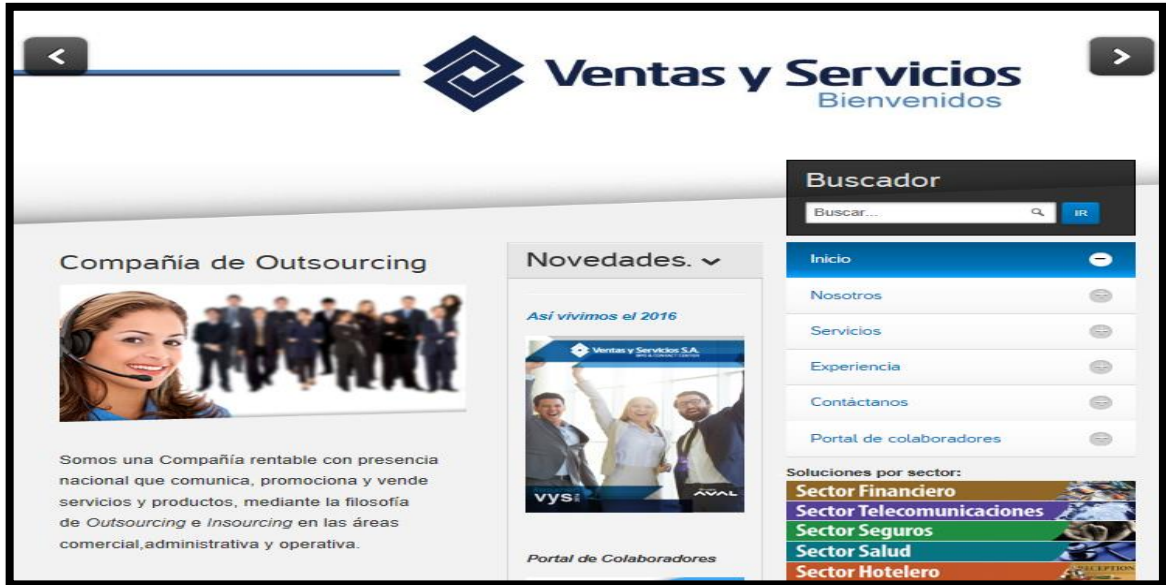 Ventas y Servicios
Bienvenidos
Compañía de Outsourcing
Somos una Compañía rentable con presencia
nacional que comunica, promociona y vende
servicios y productos, mediante la filosofía
de Outsourcing e Insourcing en las áreas
comercial,administrativa y operativa.
Novedades.
Así vivimos el 2016
Ventas y Servicios S.A.
vys
AVAL
Portal de Colaboradores
Buscador
Buscar...
IR
Inicio
Nosotros
Servicios
Experiencia
Contáctanos
Portal de colaboradores
Soluciones por sector:
Sector Financiero
Sector Telecomunicaciones
Sector Seguros
Sector Salud
Sector Hotelero
RECEPTION